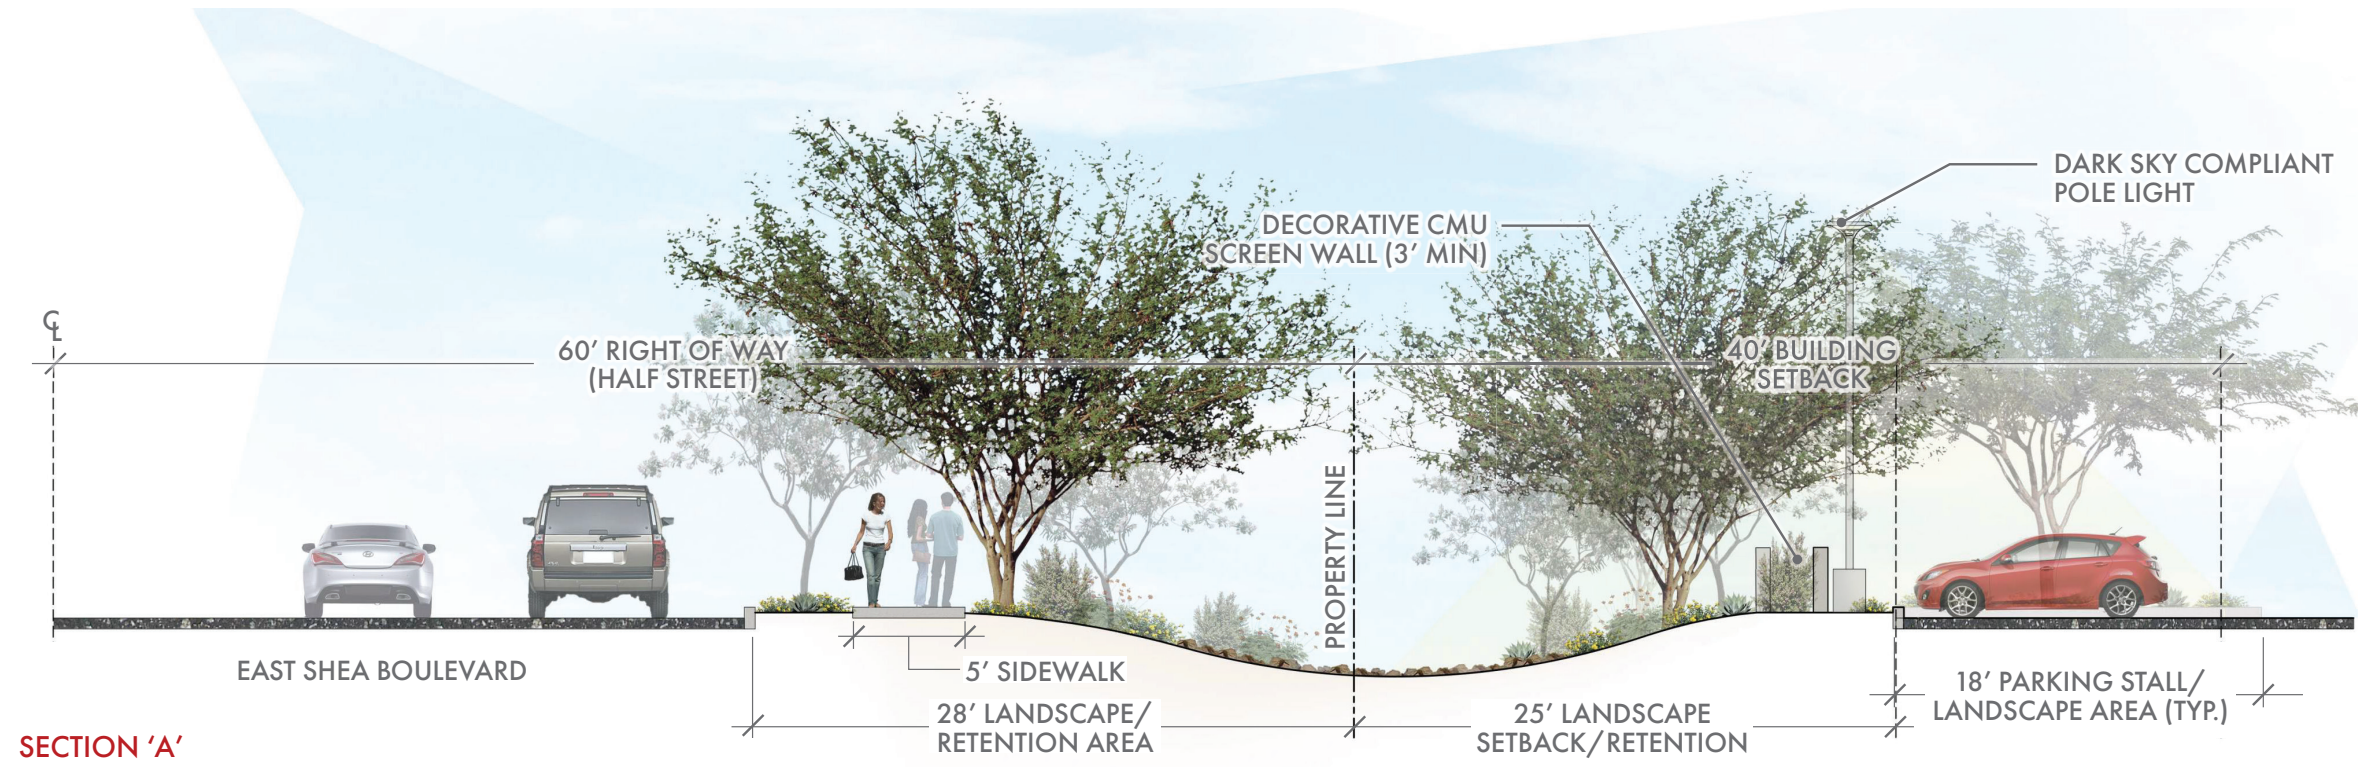 DARK SKY COMPLIANT
POLE LIGHT
DECORATIVE CMU
SCREEN WALL (3' MIN)
℄
60' RIGHT OF WAY
(HALF STREET)
40' BUILDING
SETBACK
PROPERTY LINE
EAST SHEA BOULEVARD
5' SIDEWALK
28' LANDSCAPE/
RETENTION AREA
25' LANDSCAPE
SETBACK/RETENTION
18' PARKING STALL/
LANDSCAPE AREA (TYP.)
SECTION 'A'